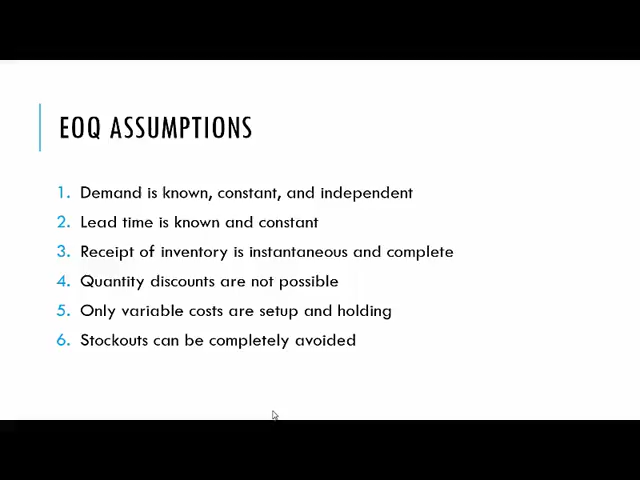 EOQ ASSUMPTIONS
1. Demand is known, constant, and independent
2. Lead time is known and constant
3. Receipt of inventory is instantaneous and complete
4. Quantity discounts are not possible
5. Only variable costs are setup and holding
6. Stockouts can be completely avoided